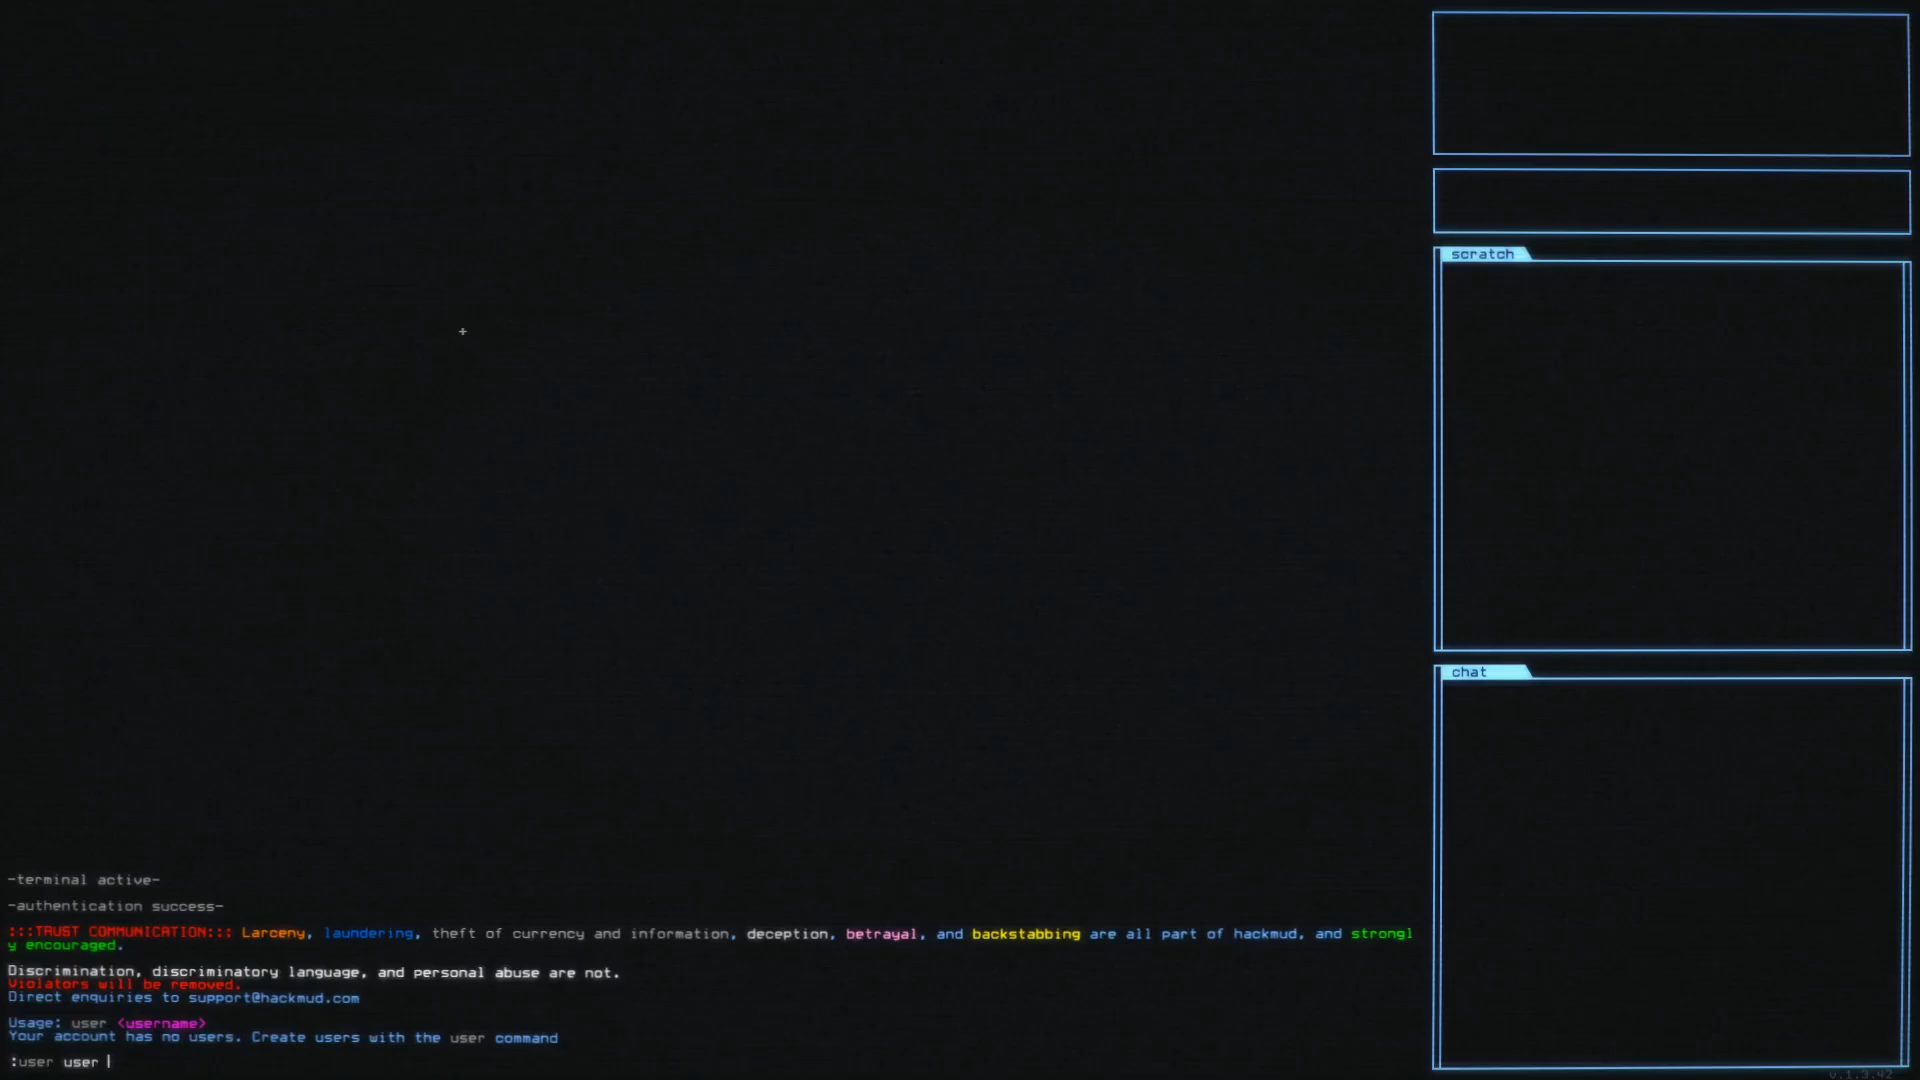 scratch
chat
-terminal active-
-authentication success-
:::TRUST COMMUNICATION::: Larceny, laundering, theft of currency and information, deception, betrayal, and backstabbing are all part of hackmud, and strongl
y encouraged.
Discrimination, discriminatory language, and personal abuse are not.
Violators will be removed.
Direct enquiries to support@hackmud.com
Usage: user <username>
Your account has no users. Create users with the user command
:user user |
v.1.3.42